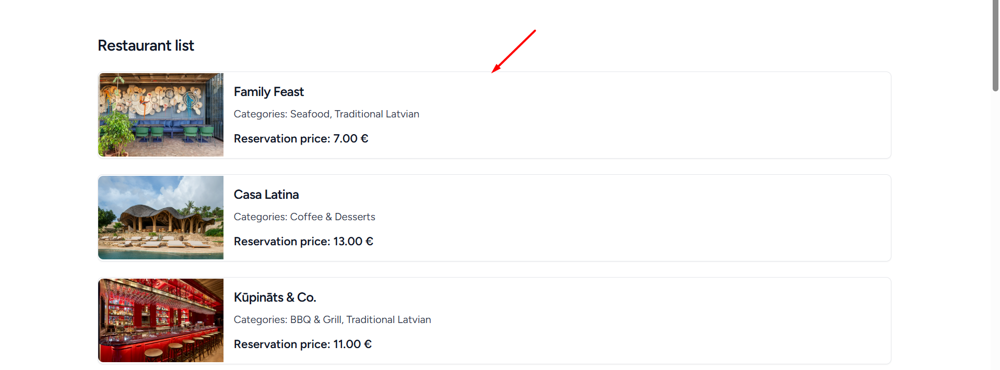 Restaurant list
Family Feast
Categories: Seafood, Traditional Latvian
Reservation price: 7.00 €
Casa Latina
Categories: Coffee & Desserts
Reservation price: 13.00 €
Kūpināts & Co.
Categories: BBQ & Grill, Traditional Latvian
Reservation price: 11.00 €